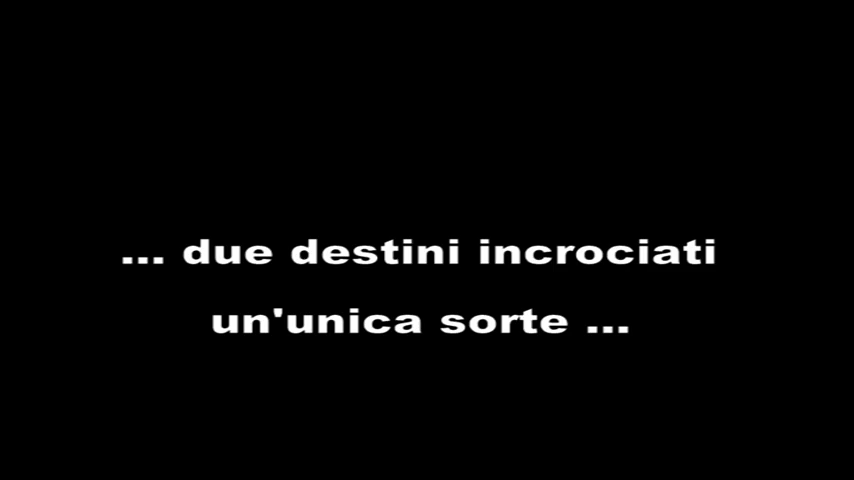 ... due destini incrociati
un'unica sorte ...